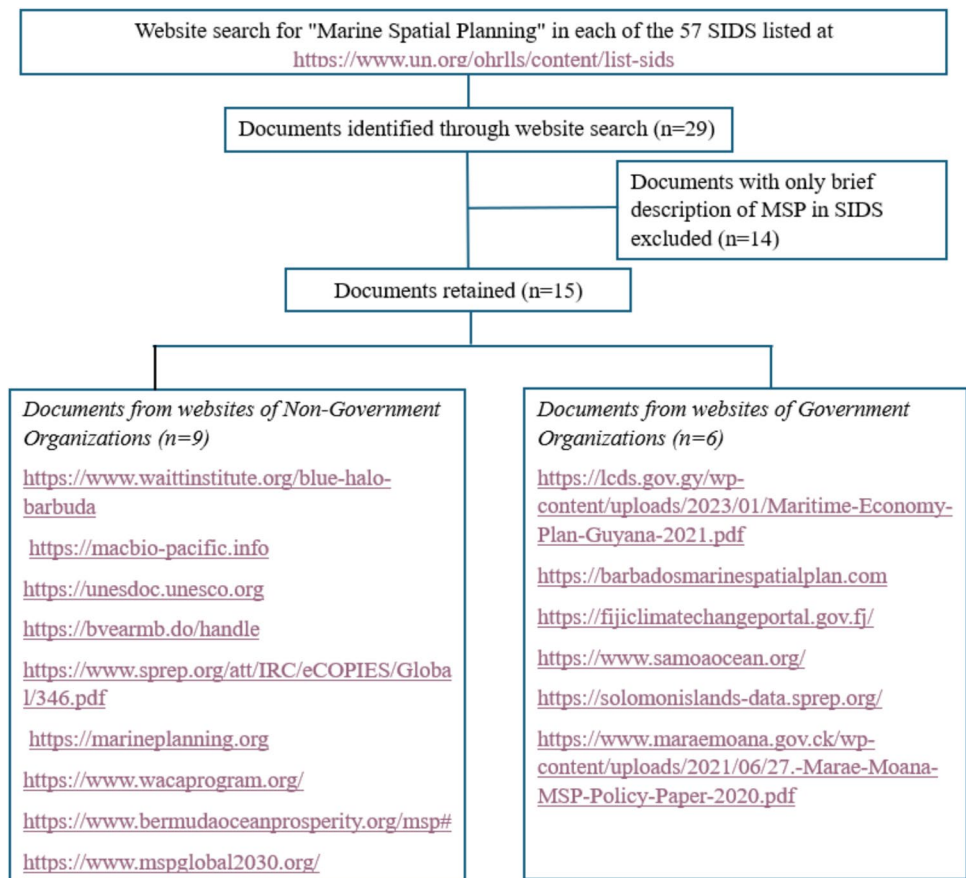 Website search for "Marine Spatial Planning" in each of the 57 SIDS listed at
https://www.un.org/ohrlls/content/list-sids
Documents identified through website search (n=29)
Documents with only brief
description of MSP in SIDS
excluded (n=14)
Documents retained (n=15)
Documents from websites of Non-Government
Organizations (n=9)
https://www.waittinstitute.org/blue-halo-
barbuda
https://macbio-pacific.info
https://unesdoc.unesco.org
https://bvearmb.do/handle
https://www.sprep.org/att/IRC/eCOPIES/Globa
l/346.pdf
https://marineplanning.org
https://www.wacaprogram.org/
https://www.bermudaoceanprosperity.org/msp#
https://www.mspglobal2030.org/
Documents from websites of Government
Organizations (n=6)
https://lcds.gov.gy/wp-
content/uploads/2023/01/Maritime-Economy-
Plan-Guyana-2021.pdf
https://barbadosmarinespatialplan.com
https://fijiclimatechangeportal.gov.fj/
https://www.samoaocean.org/
https://solomonislands-data.sprep.org/
https://www.maraemoana.gov.ck/wp-
content/uploads/2021/06/27.-Marae-Moana-
MSP-Policy-Paper-2020.pdf